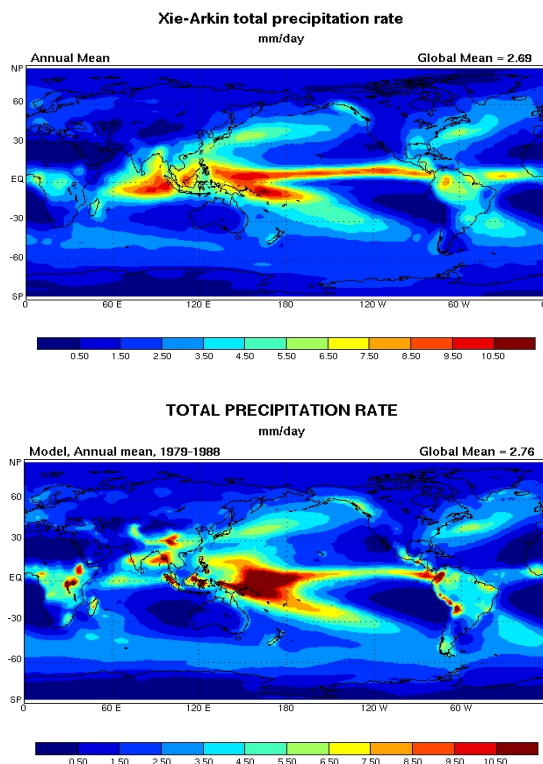 Xie-Arkin total precipitation rate
mm/day
Annual Mean Global Mean = 2.69
NP
60
30
EQ
-30
-60
SP
0 60 E 120 E 180 120 W 60 W 0
0.50 1.50 2.50 3.50 4.50 5.50 6.50 7.50 8.50 9.50 10.50
TOTAL PRECIPITATION RATE
mm/day
Model, Annual mean, 1979-1988 Global Mean = 2.76
NP
60
30
EQ
-30
-60
SP
0 60 E 120 E 180 120 W 60 W
0.50 1.50 2.50 3.50 4.50 5.50 6.50 7.50 8.50 9.50 10.50